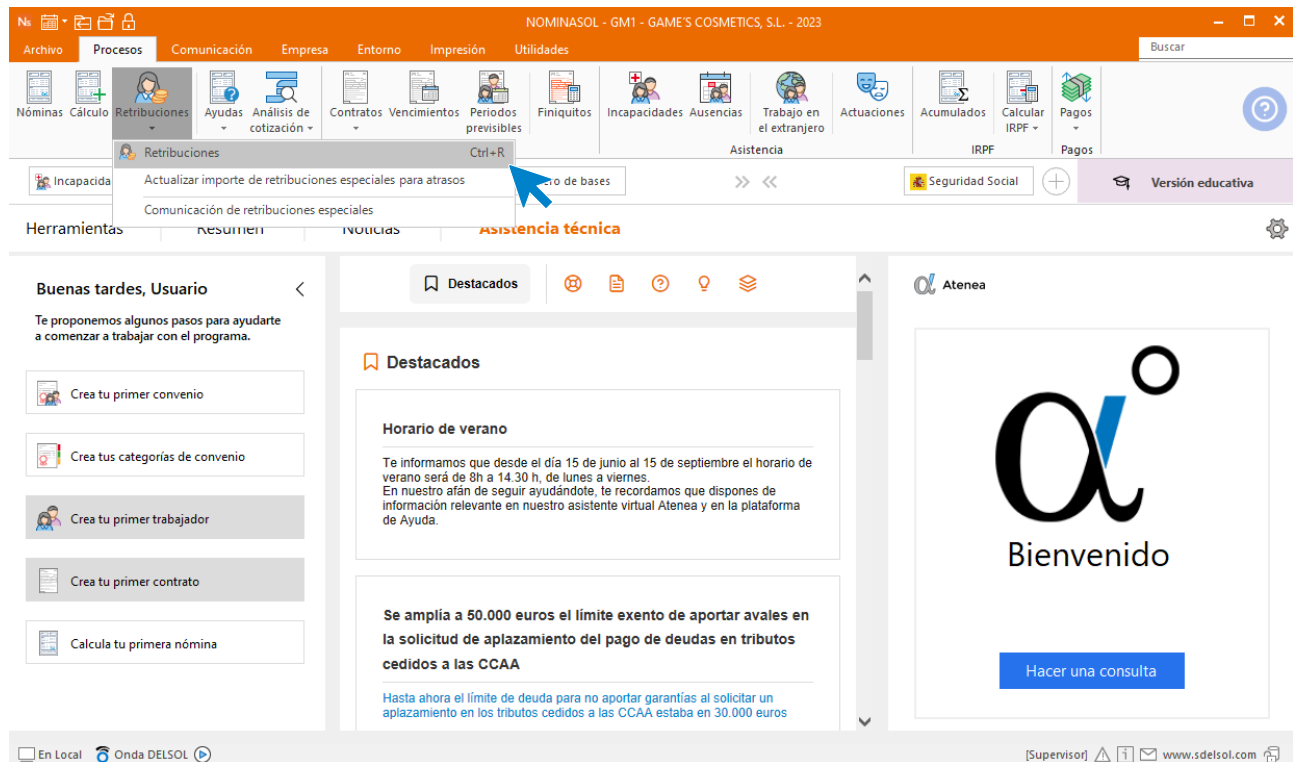 Ns NOMINASOL - GM1 - GAME'S COSMETICS, S.L. - 2023
Archivo Procesos Comunicación Empresa Entorno Impresión Utilidades Buscar
Nóminas Cálculo Retribuciones Ayudas Análisis de cotización Contratos Vencimientos Periodos previsibles Finiquitos Incapacidades Ausencias Trabajo en el extranjero Actuaciones Acumulados Calcular IRPF Pagos
Asistencia IRPF Pagos
Retribuciones Ctrl+R
Actualizar importe de retribuciones especiales para atrasos
Comunicación de retribuciones especiales
Incapacida ero de bases Seguridad Social Versión educativa
Herramientas Resumen Noticias Asistencia técnica
Buenas tardes, Usuario
Te proponemos algunos pasos para ayudarte
a comenzar a trabajar con el programa.
Crea tu primer convenio
Crea tus categorías de convenio
Crea tu primer trabajador
Crea tu primer contrato
Calcula tu primera nómina
Destacados
Destacados
Horario de verano
Te informamos que desde el día 15 de junio al 15 de septiembre el horario de
verano será de 8h a 14.30 h, de lunes a viernes.
En nuestro afán de seguir ayudándote, te recordamos que dispones de
información relevante en nuestro asistente virtual Atenea y en la plataforma
de Ayuda.
Se amplía a 50.000 euros el límite exento de aportar avales en
la solicitud de aplazamiento del pago de deudas en tributos
cedidos a las CCAA
Hasta ahora el límite de deuda para no aportar garantías al solicitar un
aplazamiento en los tributos cedidos a las CCAA estaba en 30.000 euros
Atenea
Bienvenido
Hacer una consulta
En Local Onda DELSOL [Supervisor] www.sdelsol.com